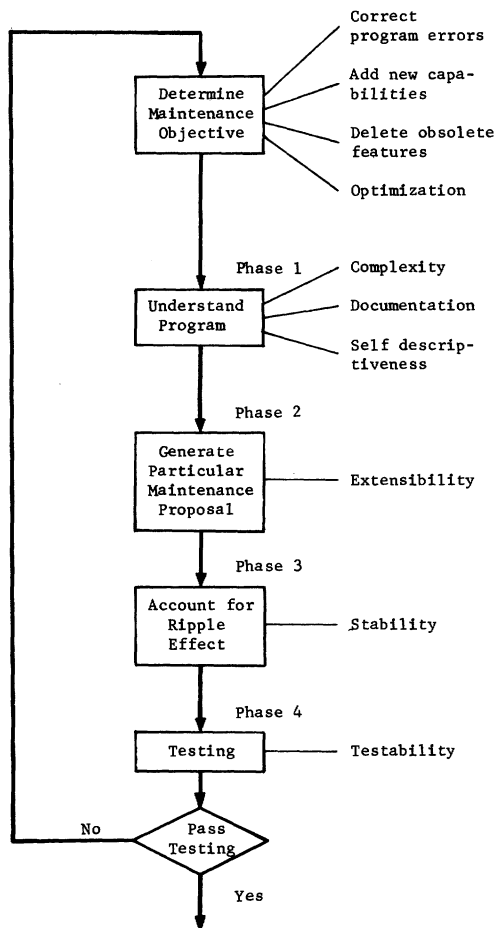 Correct
program errors
Add new capa-
bilities
Delete obsolete
features
Optimization
Determine
Maintenance
Objective
Phase 1
Complexity
Documentation
Self descrip-
tiveness
Understand
Program
Phase 2
Generate
Particular
Maintenance
Proposal
Extensibility
Phase 3
Account for
Ripple
Effect
Stability
Phase 4
Testing
Testability
Pass
Testing
No
Yes